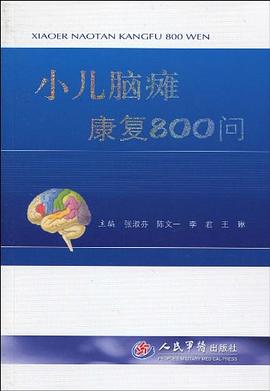 XIAOER NAOTAN KANGFU 800 WEN
小儿脑瘫
康复800问
主编 张淑芬 陈文一 李君 王琳
人民军医出版社
PEOPLE'S MILITARY MEDICAL PRESS